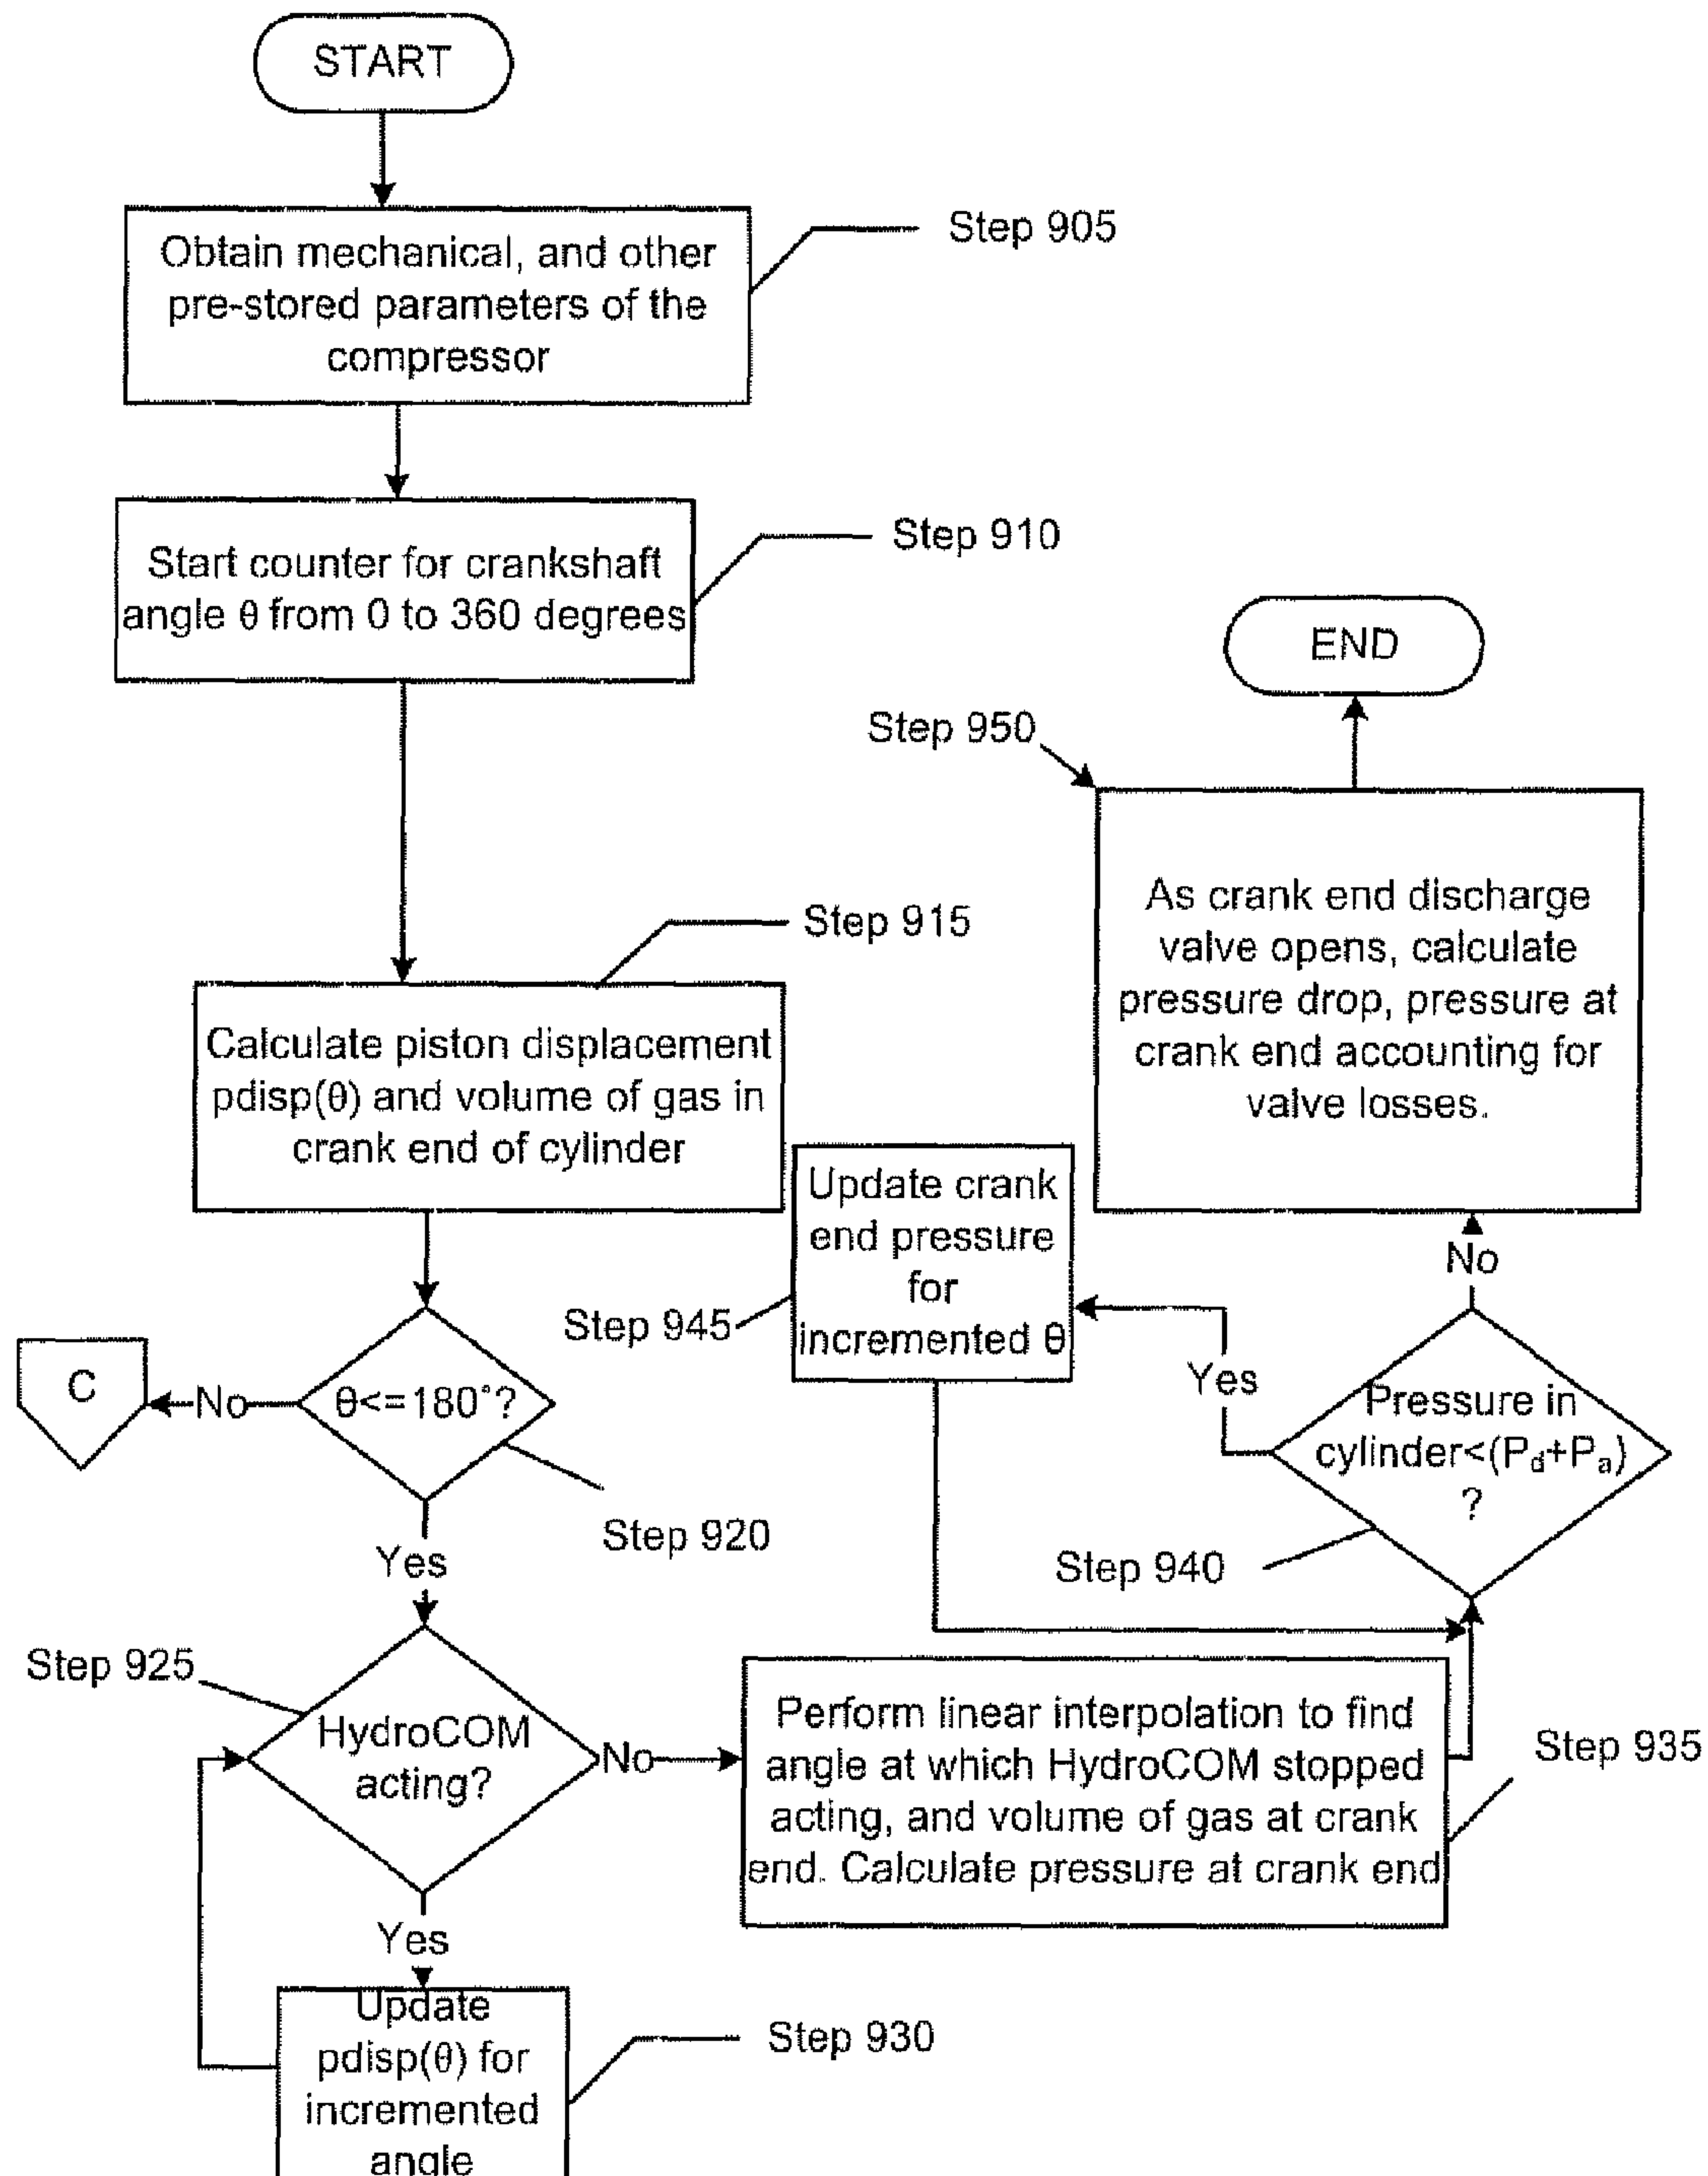 START
Obtain mechanical, and other
pre-stored parameters of the
compressor
Step 905
Start counter for crankshaft
angle θ from 0 to 360 degrees
Step 910
Calculate piston displacement
pdisp(θ) and volume of gas in
crank end of cylinder
Step 915
θ<=180°?
Step 920
No
C
Yes
HydroCOM
acting?
Step 925
Yes
Update
pdisp(θ) for
incremented
angle
Step 930
No
Perform linear interpolation to find
angle at which HydroCOM stopped
acting, and volume of gas at crank
end. Calculate pressure at crank end
Step 935
Pressure in
cylinder<(Pd+Pa)
?
Step 940
Yes
Update crank
end pressure
for
incremented θ
Step 945
No
As crank end discharge
valve opens, calculate
pressure drop, pressure at
crank end accounting for
valve losses.
Step 950
END